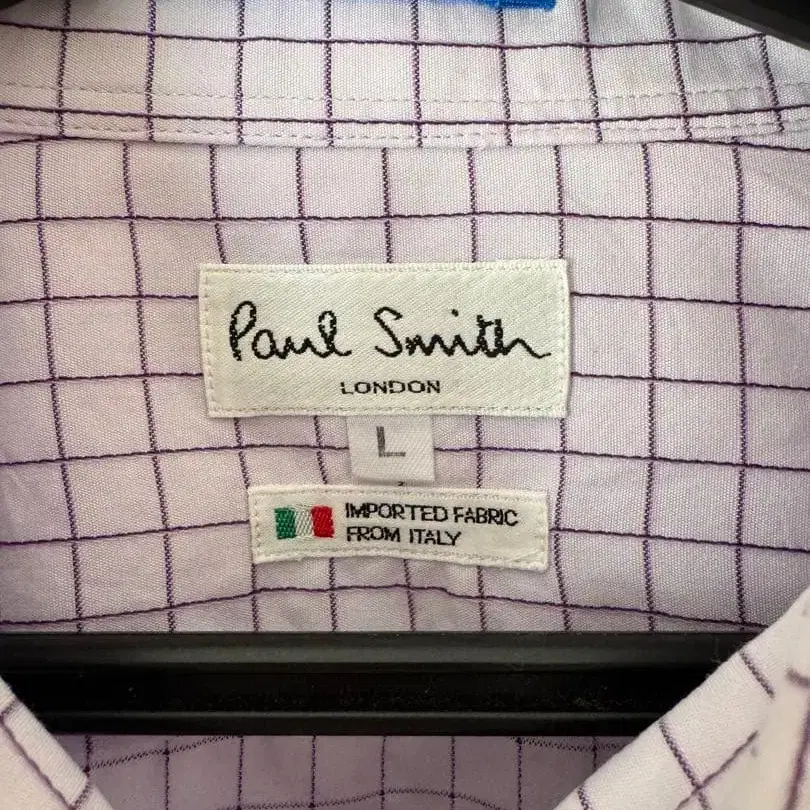 Paul Smith
LONDON
L
IMPORTED FABRIC
FROM ITALY